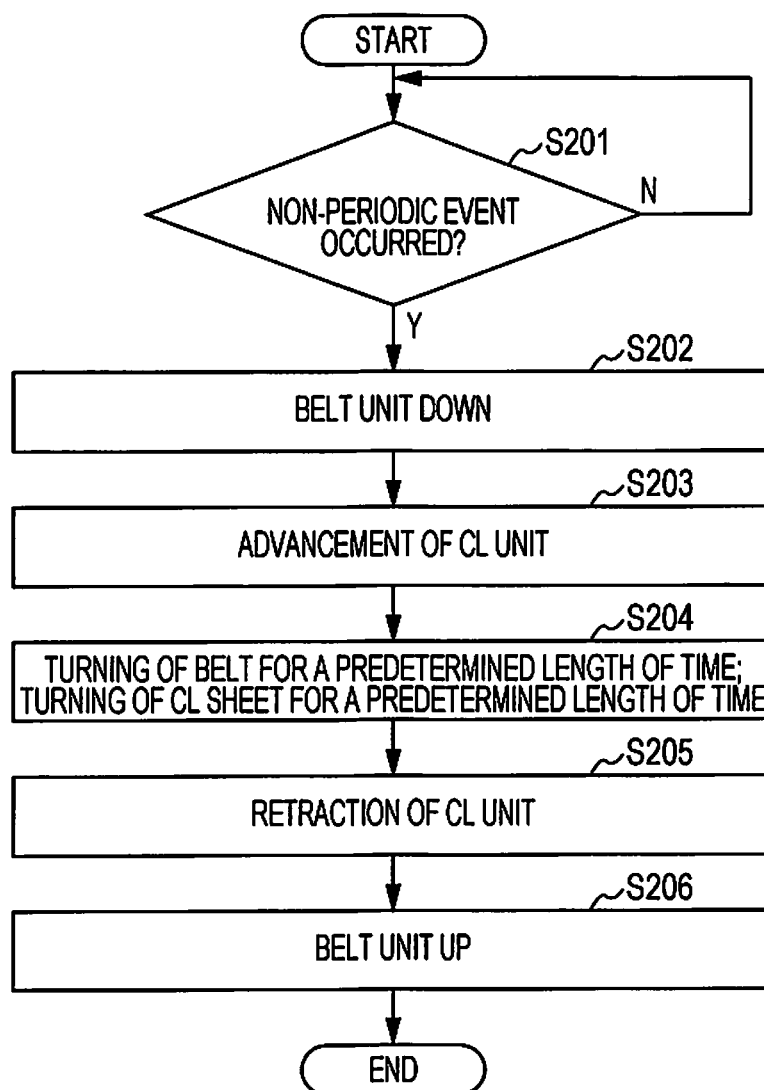 START
S201
NON-PERIODIC EVENT
OCCURRED?
N
Y
S202
BELT UNIT DOWN
S203
ADVANCEMENT OF CL UNIT
S204
TURNING OF BELT FOR A PREDETERMINED LENGTH OF TIME;
TURNING OF CL SHEET FOR A PREDETERMINED LENGTH OF TIME
S205
RETRACTION OF CL UNIT
S206
BELT UNIT UP
END